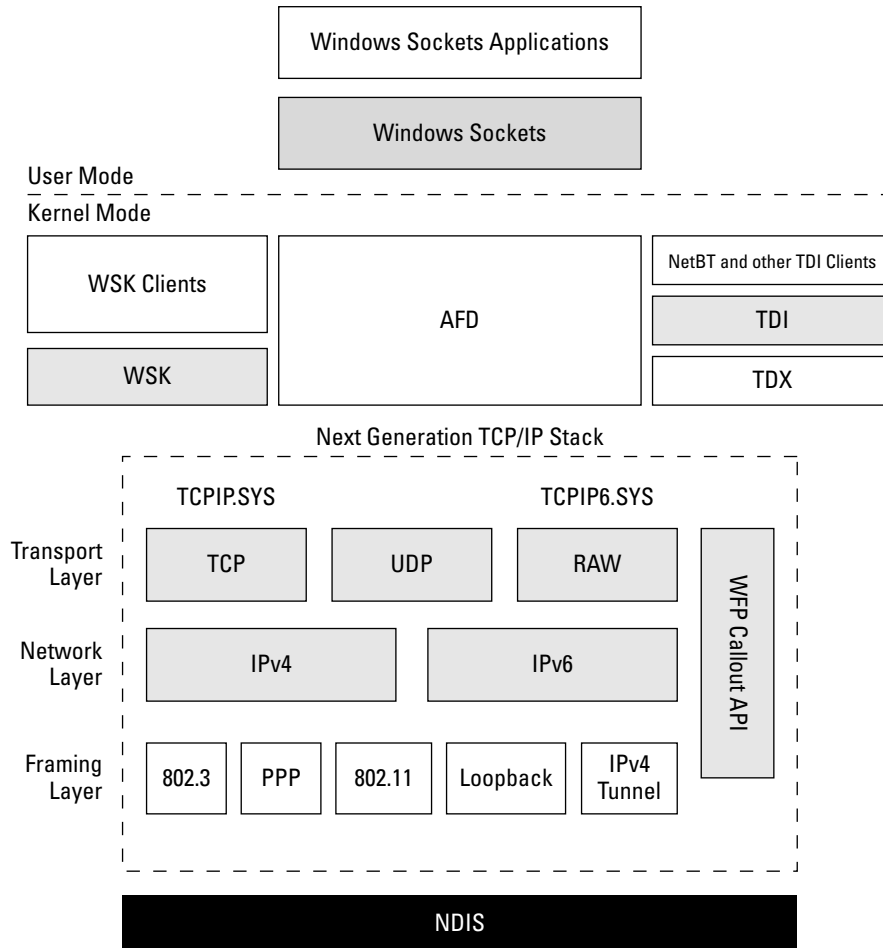 Windows Sockets Applications
Windows Sockets
User Mode
Kernel Mode
WSK Clients
AFD
NetBT and other TDI Clients
TDI
WSK
TDX
Next Generation TCP/IP Stack
TCPIP.SYS
TCPIP6.SYS
Transport
Layer
TCP
UDP
RAW
WFP Callout API
Network
Layer
IPv4
IPv6
Framing
Layer
802.3
PPP
802.11
Loopback
IPv4
Tunnel
NDIS